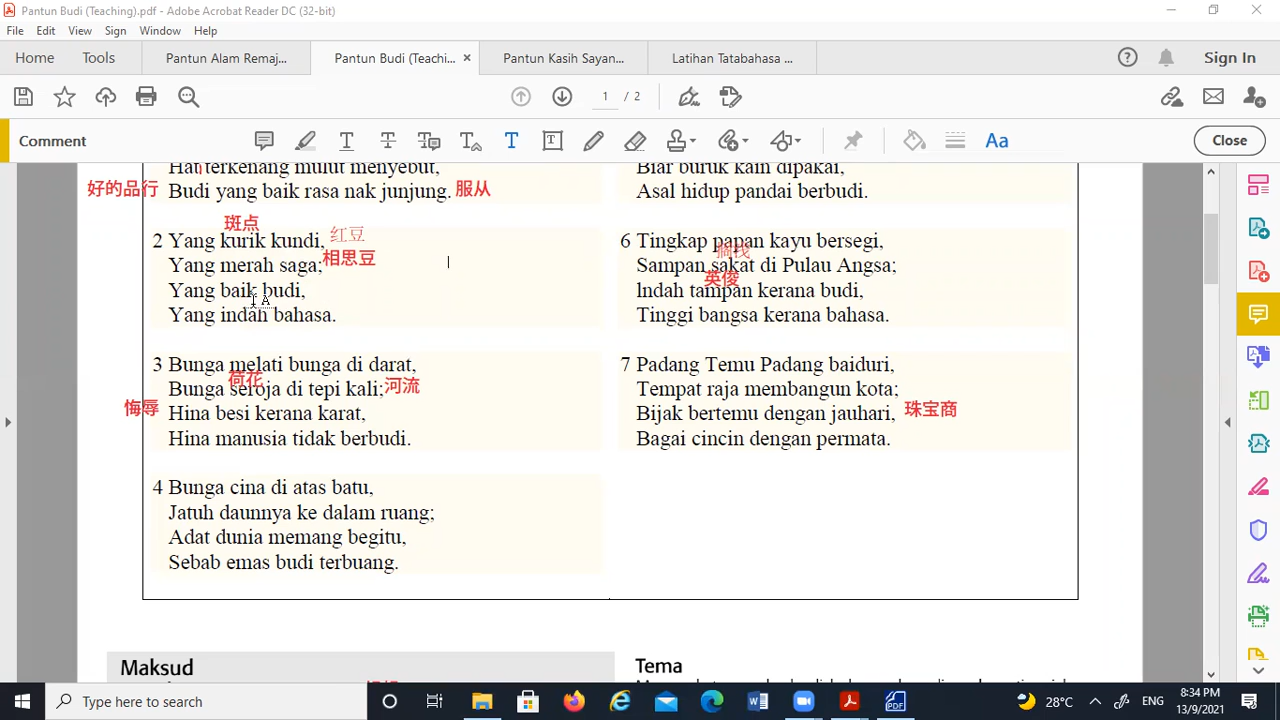 Pantun Budi (Teaching).pdf - Adobe Acrobat Reader DC (32-bit)
File Edit View Sign Window Help
Home Tools Pantun Alam Remaj... Pantun Budi (Teachi... × Pantun Kasih Sayan... Latihan Tatabahasa ... Sign In
1 / 2
Comment Aa Close
Hati terkenang mulut menyebut,
好的品行 Budi yang baik rasa nak junjung. 服从
斑点
2 Yang kurik kundi, 红豆
Yang merah saga; 相思豆
Yang baik budi,
Yang indah bahasa.
3 Bunga melati bunga di darat,
荷花
Bunga seroja di tepi kali; 河流
侮辱 Hina besi kerana karat,
Hina manusia tidak berbudi.
4 Bunga cina di atas batu,
Jatuh daunnya ke dalam ruang;
Adat dunia memang begitu,
Sebab emas budi terbuang.
Biar buruk kain dipakai,
Asal hidup pandai berbudi.
6 Tingkap papan kayu bersegi,
搁浅
Sampan sakat di Pulau Angsa;
英俊
lndah tampan kerana budi,
Tinggi bangsa kerana bahasa.
7 Padang Temu Padang baiduri,
Tempat raja membangun kota;
Bijak bertemu dengan jauhari, 珠宝商
Bagai cincin dengan permata.
Maksud
Tema
Type here to search
28°C ENG 8:34 PM
13/9/2021